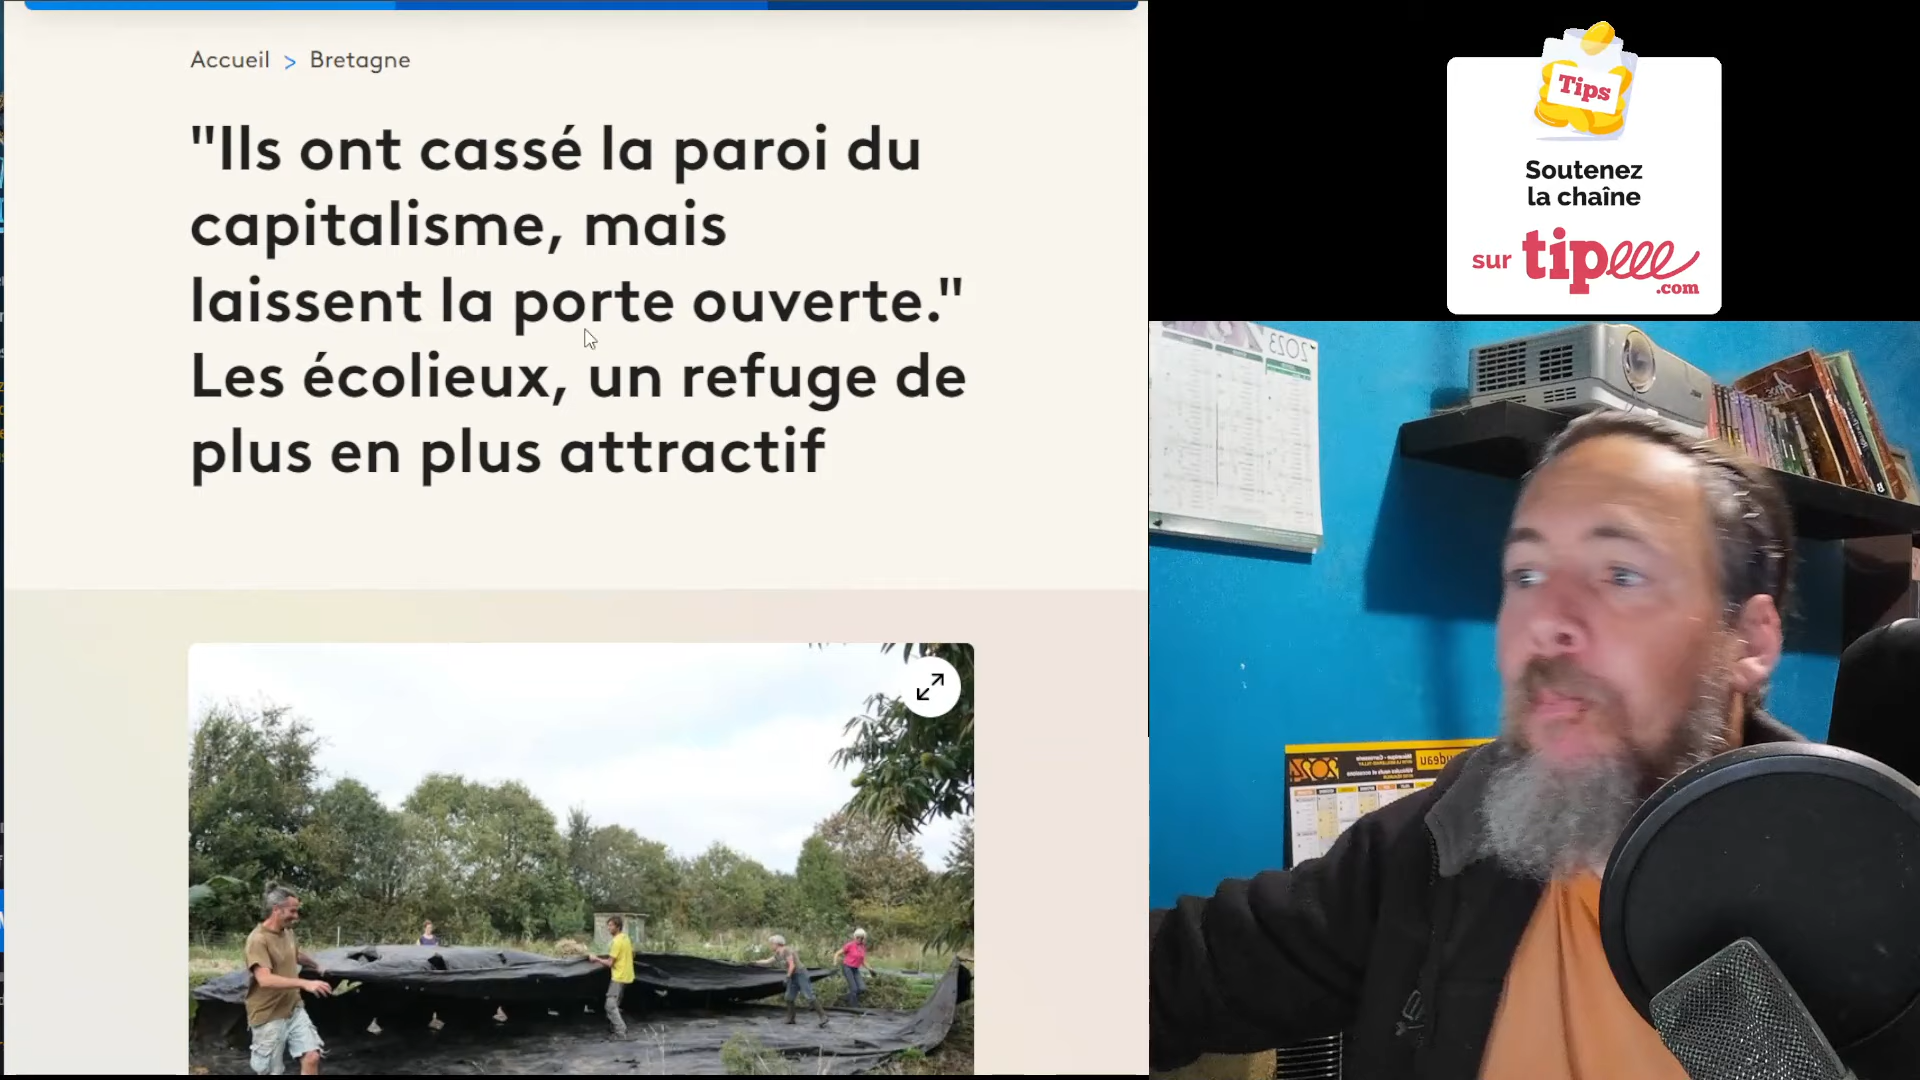 Accueil > Bretagne
"Ils ont cassé la paroi du
capitalisme, mais
laissent la porte ouverte."
Les écolieux, un refuge de
plus en plus attractif
Tips
Soutenez
la chaîne
sur tipeee
.com
2023
2024